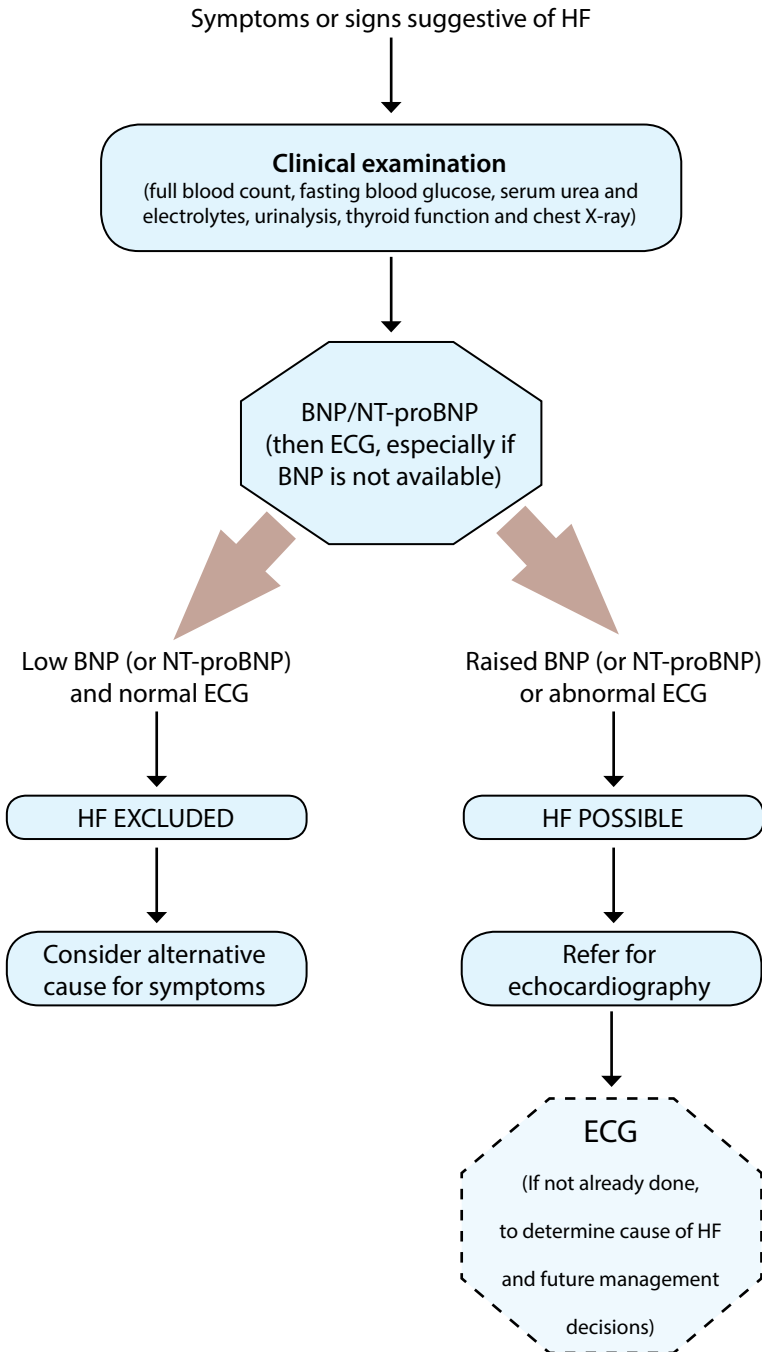 Symptoms or signs suggestive of HF
Clinical examination
(full blood count, fasting blood glucose, serum urea and
electrolytes, urinalysis, thyroid function and chest X-ray)
BNP/NT-proBNP
(then ECG, especially if
BNP is not available)
Low BNP (or NT-proBNP)
and normal ECG
HF EXCLUDED
Consider alternative
cause for symptoms
Raised BNP (or NT-proBNP)
or abnormal ECG
HF POSSIBLE
Refer for
echocardiography
ECG
(If not already done,
to determine cause of HF
and future management
decisions)